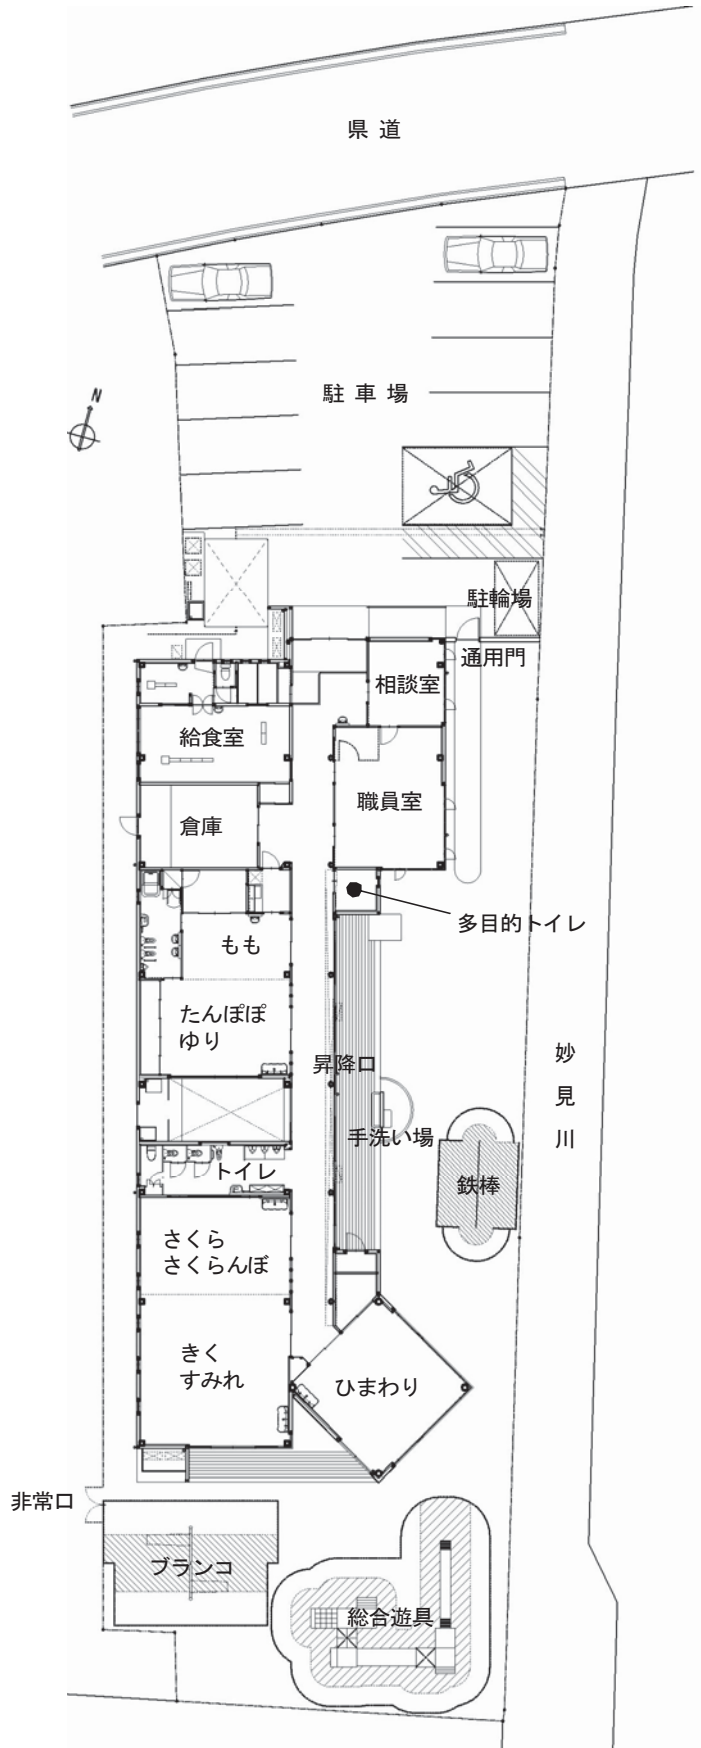 県 道
N
駐 車 場
駐輪場
通用門
相談室
給食室
職員室
倉庫
多目的トイレ
もも
たんぽぽ
ゆり
昇降口
妙見川
手洗い場
トイレ
鉄棒
さくら
さくらんぼ
きく
すみれ
ひまわり
非常口
ブランコ
総合遊具